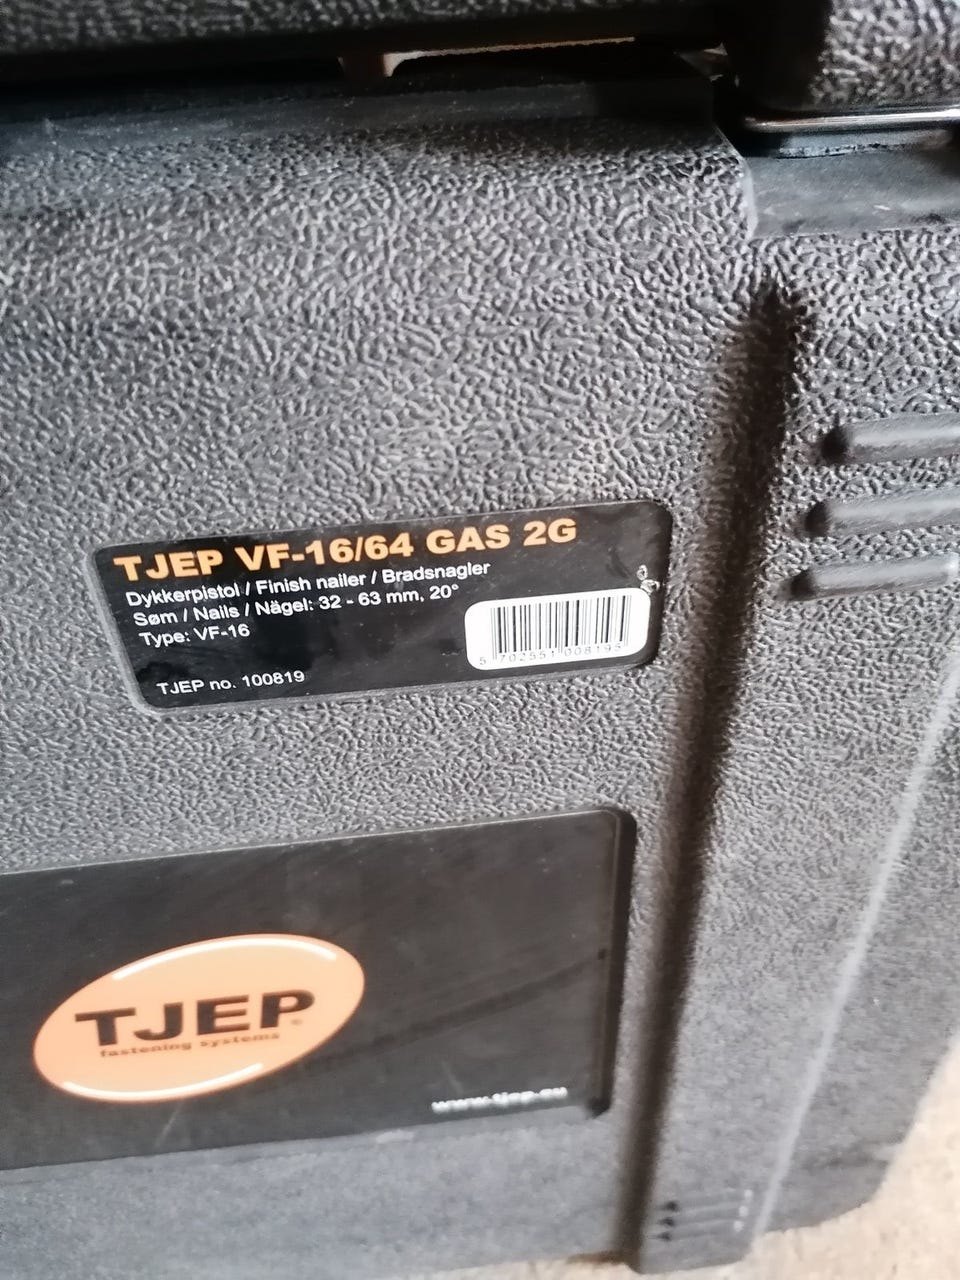 TJEP VF-16/64 GAS 2G
Dykkerpistol / Finish nailer / Bradsnagler
Søm / Nails / Nägel: 32 - 63 mm, 20°
Type: VF-16
5 702551 008195
TJEP no. 100819
TJEP
fastening systems
www.tjep.eu